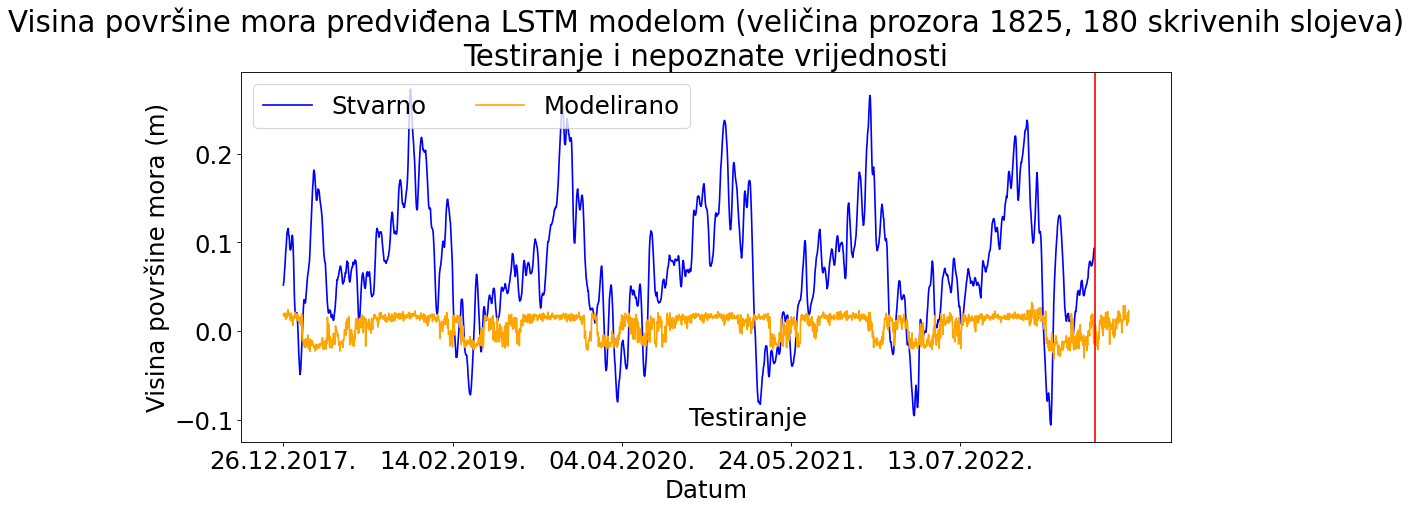 Visina površine mora predviđena LSTM modelom (veličina prozora 1825, 180 skrivenih slojeva)
Testiranje i nepoznate vrijednosti
Stvarno
Modelirano
Visina površine mora (m)
0.2
0.1
0.0
−0.1
Testiranje
26.12.2017.
14.02.2019.
04.04.2020.
24.05.2021.
13.07.2022.
Datum